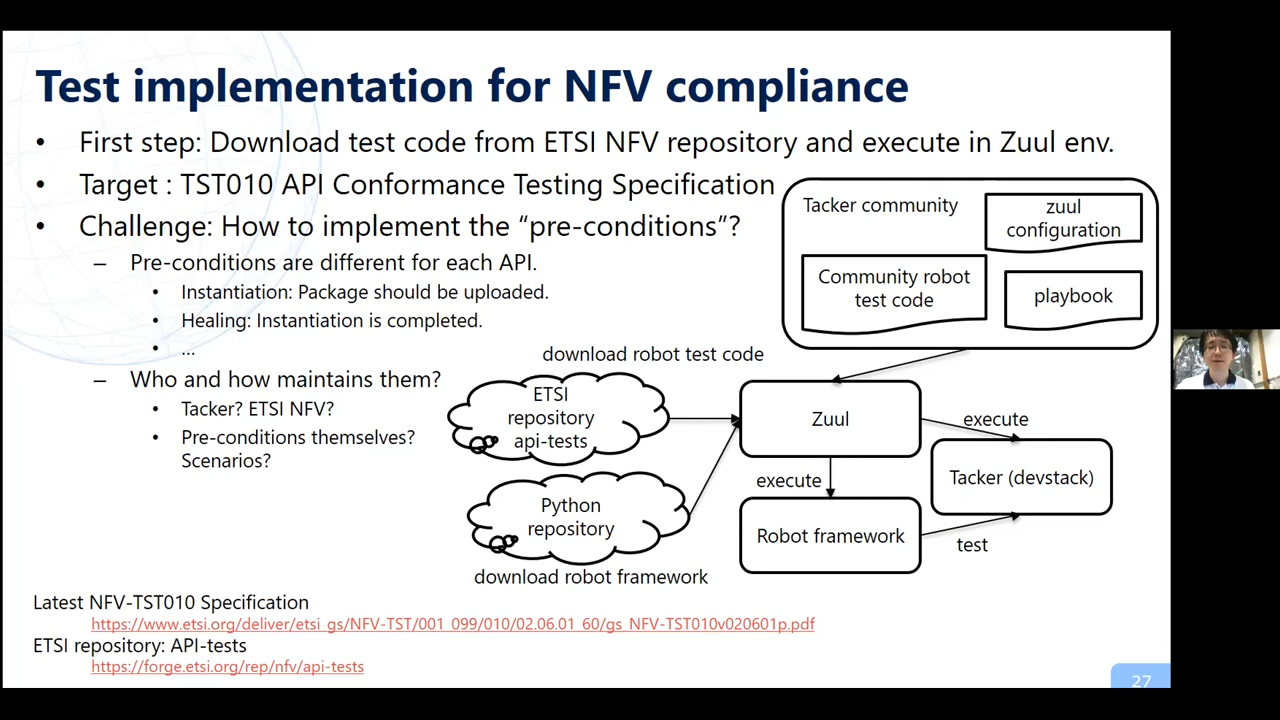 Test implementation for NFV compliance
• First step: Download test code from ETSI NFV repository and execute in Zuul env.
• Target : TST010 API Conformance Testing Specification
• Challenge: How to implement the “pre-conditions”?
– Pre-conditions are different for each API.
• Instantiation: Package should be uploaded.
• Healing: Instantiation is completed.
• ...
– Who and how maintains them?
• Tacker? ETSI NFV?
• Pre-conditions themselves?
Scenarios?
Tacker community
zuul
configuration
Community robot
test code
playbook
download robot test code
ETSI
repository
api-tests
Zuul
execute
Tacker (devstack)
execute
Python
repository
Robot framework
test
download robot framework
Latest NFV-TST010 Specification
https://www.etsi.org/deliver/etsi_gs/NFV-TST/001_099/010/02.06.01_60/gs_NFV-TST010v020601p.pdf
ETSI repository: API-tests
https://forge.etsi.org/rep/nfv/api-tests
27